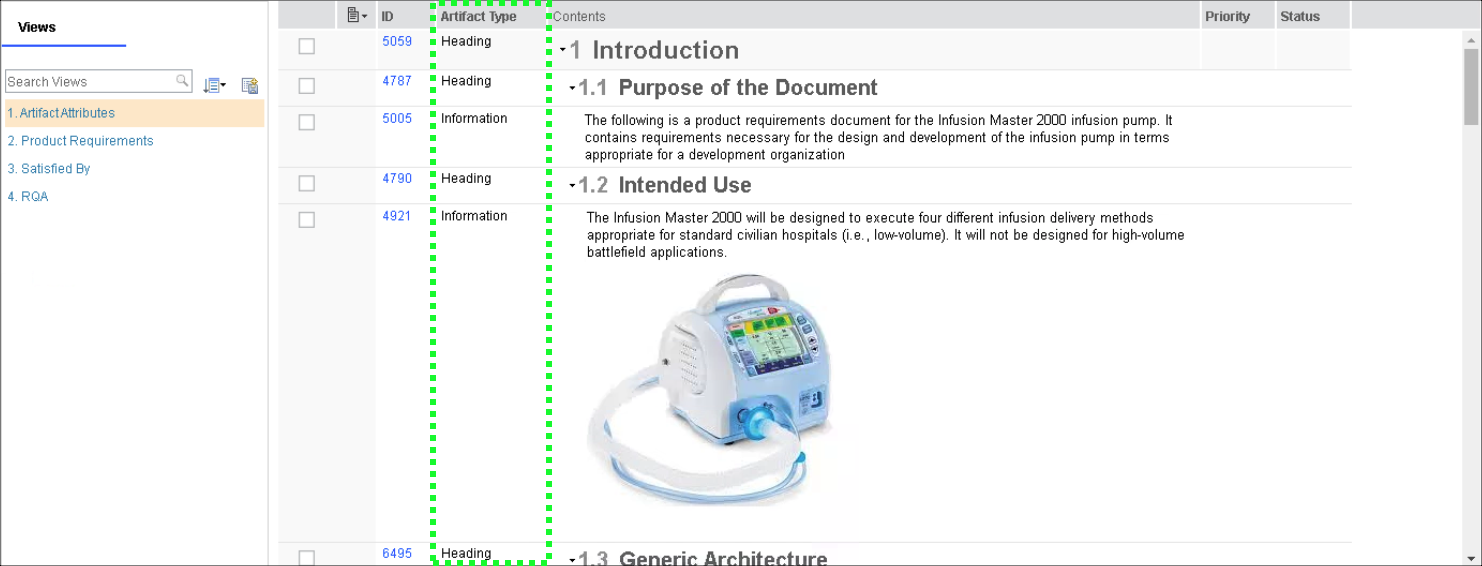 Views
Search Views
1. Artifact Attributes
2. Product Requirements
3. Satisfied By
4. RQA
ID Artifact Type Contents Priority Status
5059 Heading 1 Introduction
4787 Heading 1.1 Purpose of the Document
5005 Information The following is a product requirements document for the Infusion Master 2000 infusion pump. It
contains requirements necessary for the design and development of the infusion pump in terms
appropriate for a development organization
4790 Heading 1.2 Intended Use
4921 Information The Infusion Master 2000 will be designed to execute four different infusion delivery methods
appropriate for standard civilian hospitals (i.e., low-volume). It will not be designed for high-volume
battlefield applications.
6495 Heading 1.3 Generic Architecture